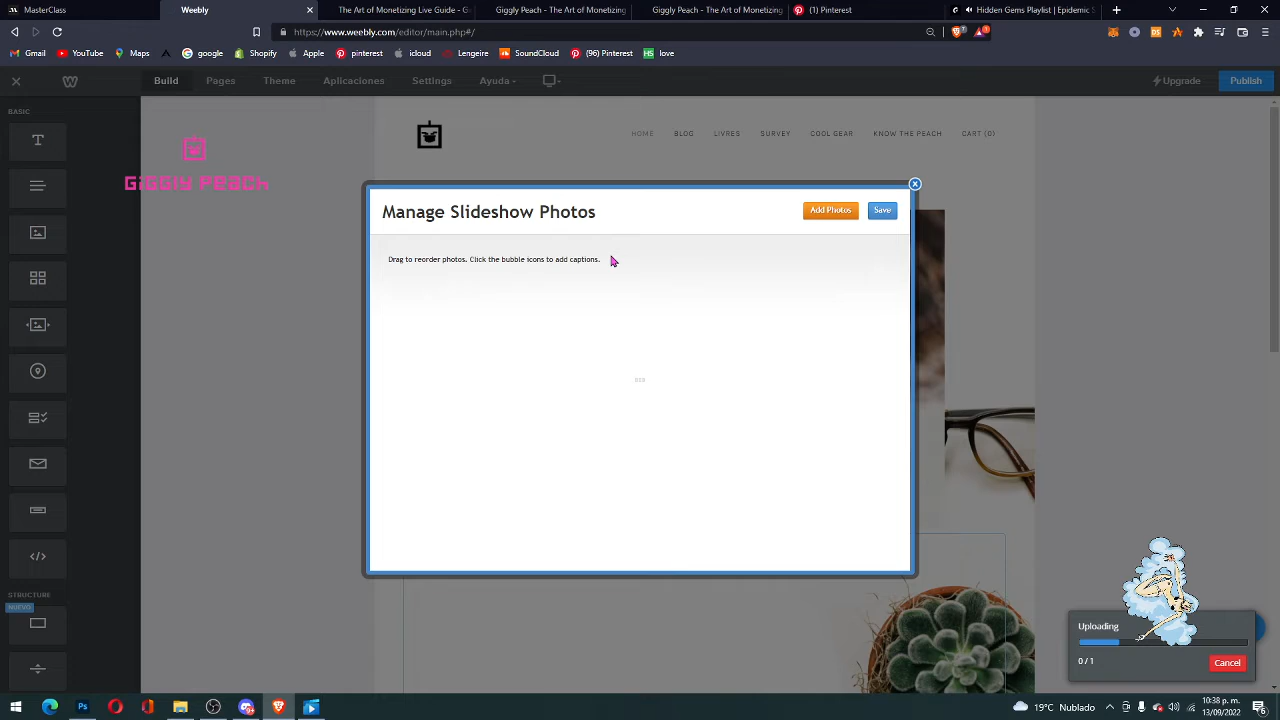 MasterClass
Weebly
The Art of Monetizing Live Guide - G
Giggly Peach - The Art of Monetizing
Giggly Peach - The Art of Monetizing
(1) Pinterest
Hidden Gems Playlist | Epidemic S
https://www.weebly.com/editor/main.php#/
Gmail
YouTube
Maps
google
Shopify
Apple
pinterest
icloud
Lengeire
SoundCloud
(96) Pinterest
love
Build
Pages
Theme
Aplicaciones
Settings
Ayuda
Upgrade
Publish
BASIC
HOME
BLOG
LIVRES
SURVEY
COOL GEAR
KNOW THE PEACH
CART (0)
Giggly Peach
Manage Slideshow Photos
Add Photos
Save
Drag to reorder photos. Click the bubble icons to add captions.
STRUCTURE
NUEVO
Uploading
0 / 1
Cancel
19°C Nublado
10:38 p. m.
13/09/2022